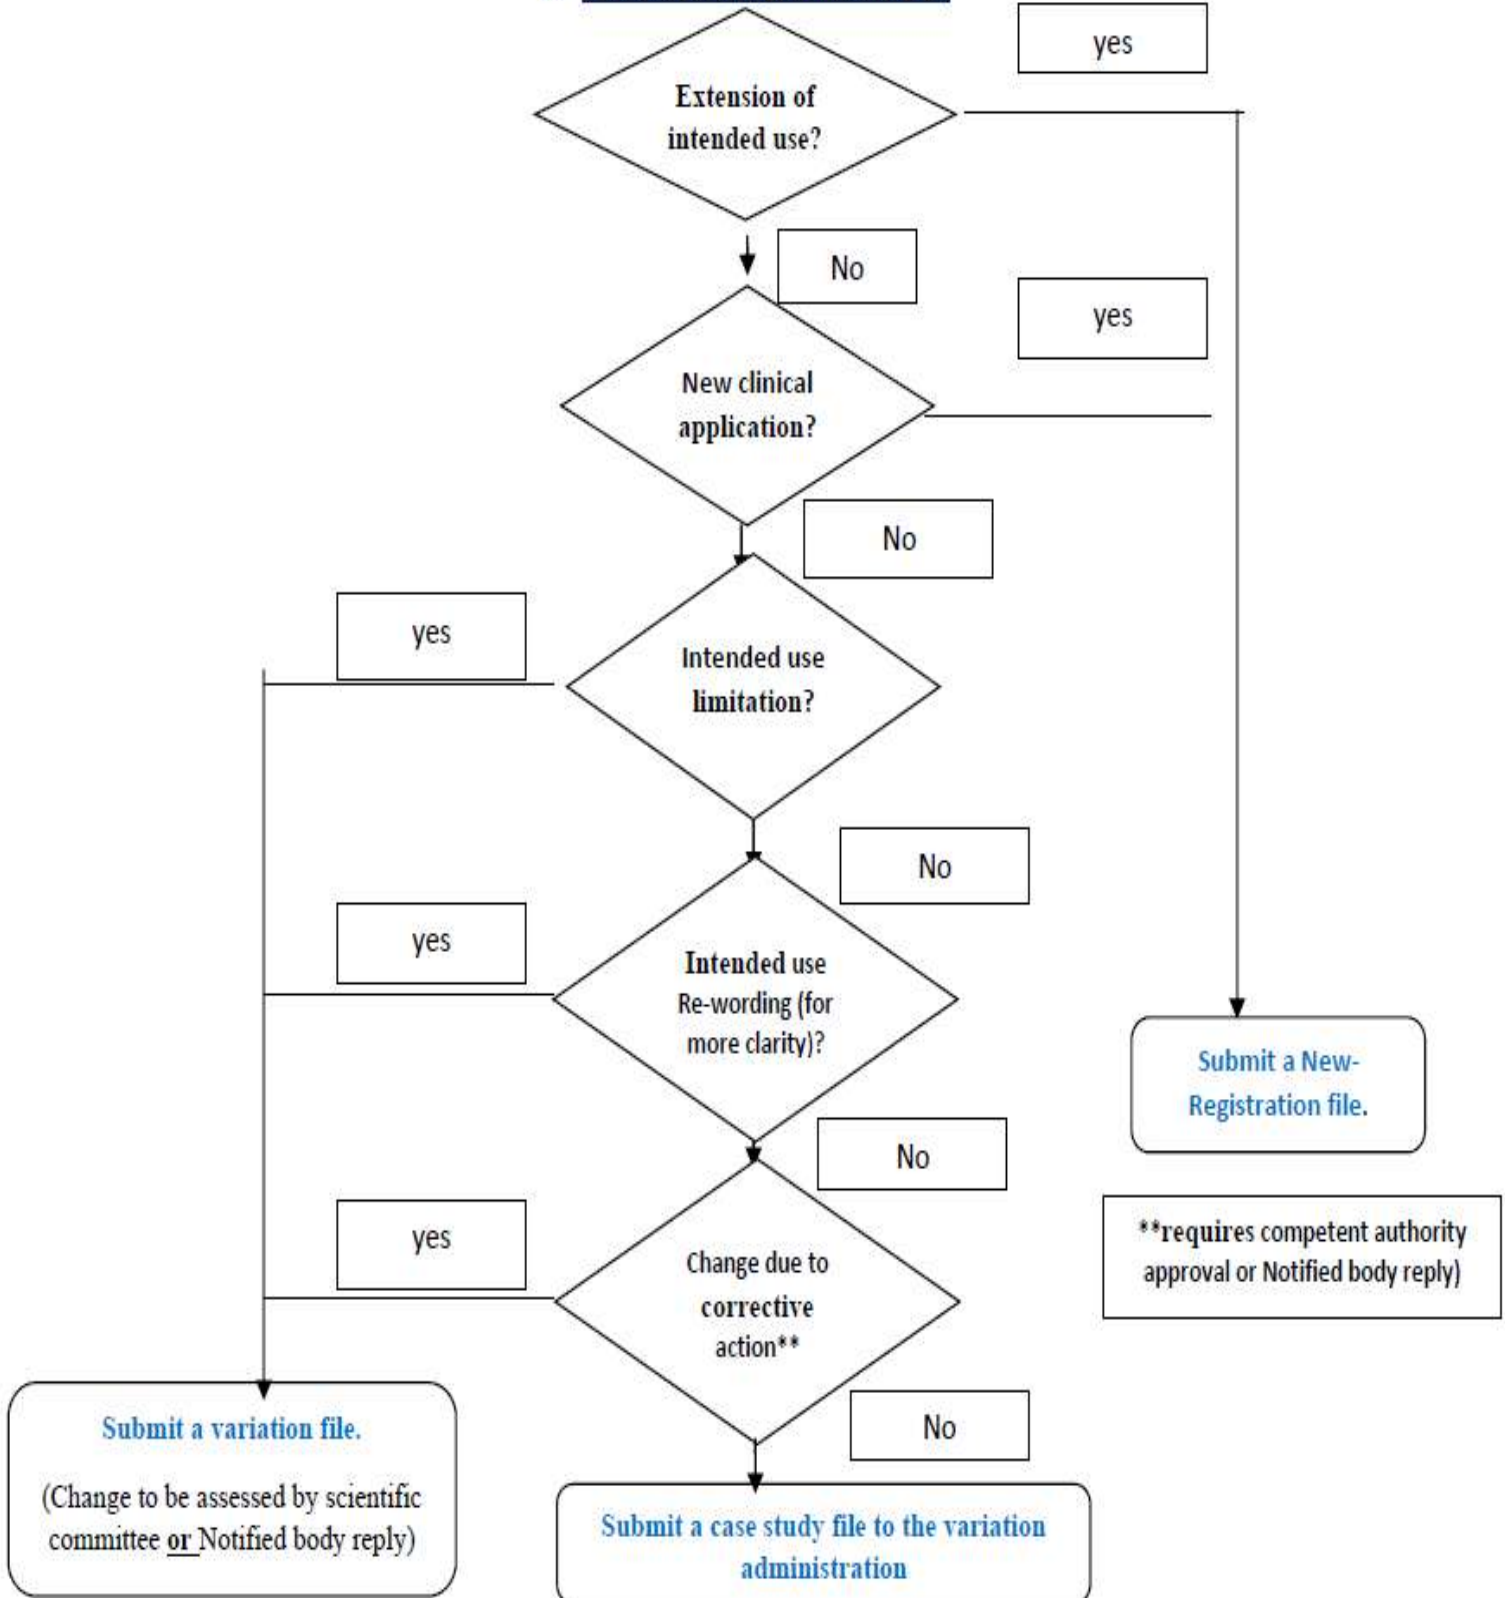 Extension of
intended use?
yes
No
New clinical
application?
yes
No
Intended use
limitation?
yes
No
Intended use
Re-wording (for
more clarity)?
yes
No
Submit a New-
Registration file.
**requires competent authority
approval or Notified body reply)
Change due to
corrective
action**
yes
No
Submit a variation file.
(Change to be assessed by scientific
committee or Notified body reply)
Submit a case study file to the variation
administration